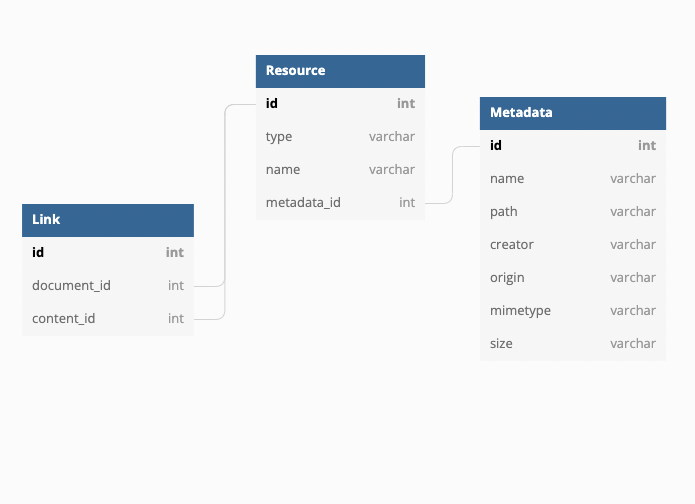 Resource
id int
type varchar
name varchar
metadata_id int
Metadata
id int
name varchar
path varchar
creator varchar
origin varchar
mimetype varchar
size varchar
Link
id int
document_id int
content_id int